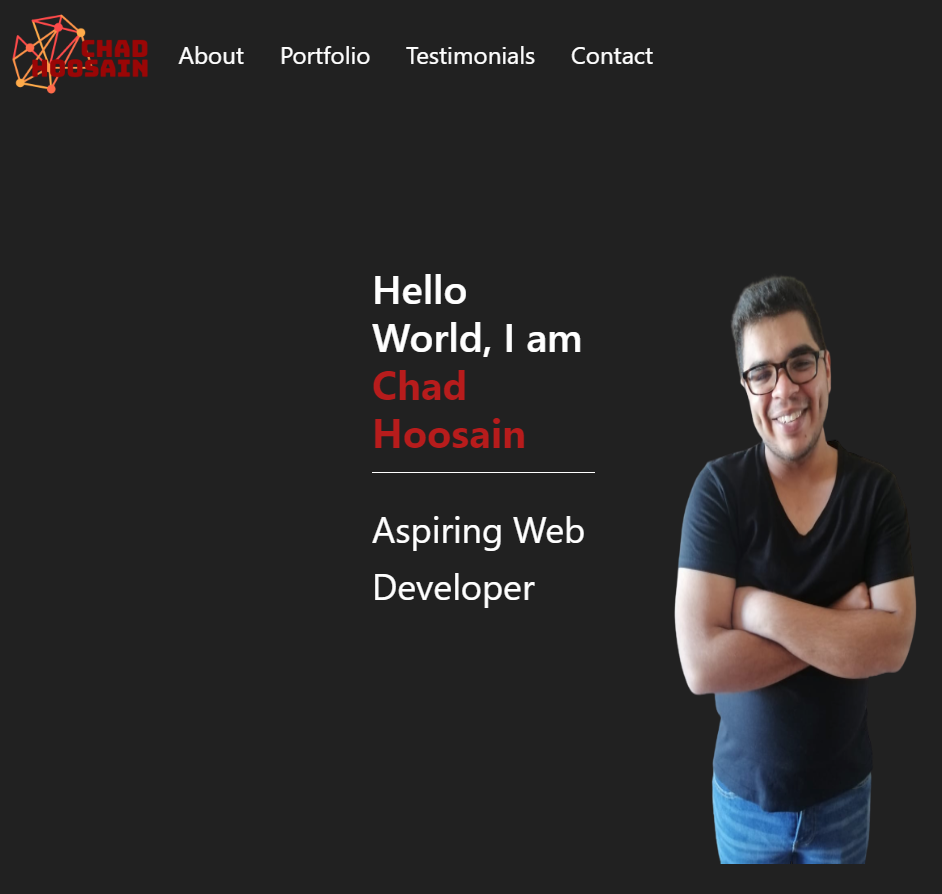 CHAD
HOOSAIN
About Portfolio Testimonials Contact
Hello
World, I am
Chad
Hoosain
Aspiring Web
Developer